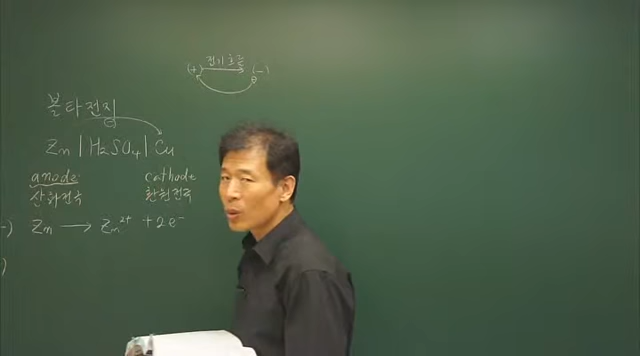 전기흐름
(+) (-)
볼타전지
Zn | H₂SO₄ | Cu
anode cathode
산화전극 환원전극
-) Zn → Zn²⁺ + 2e⁻
)